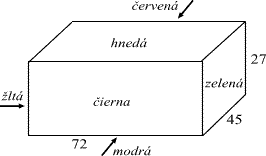 červená
hnedá
27
žltá
čierna
zelená
45
72
modrá